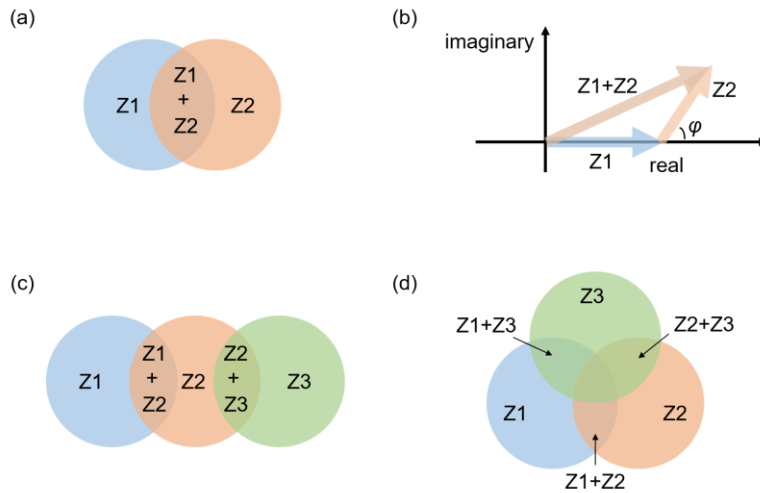 (a)
Z1
Z1
+
Z2
Z2
(b)
imaginary
Z1+Z2
Z2
φ
Z1
real
(c)
Z1
Z1
+
Z2
Z2
Z2
+
Z3
Z3
(d)
Z3
Z1+Z3
Z2+Z3
Z1
Z2
Z1+Z2